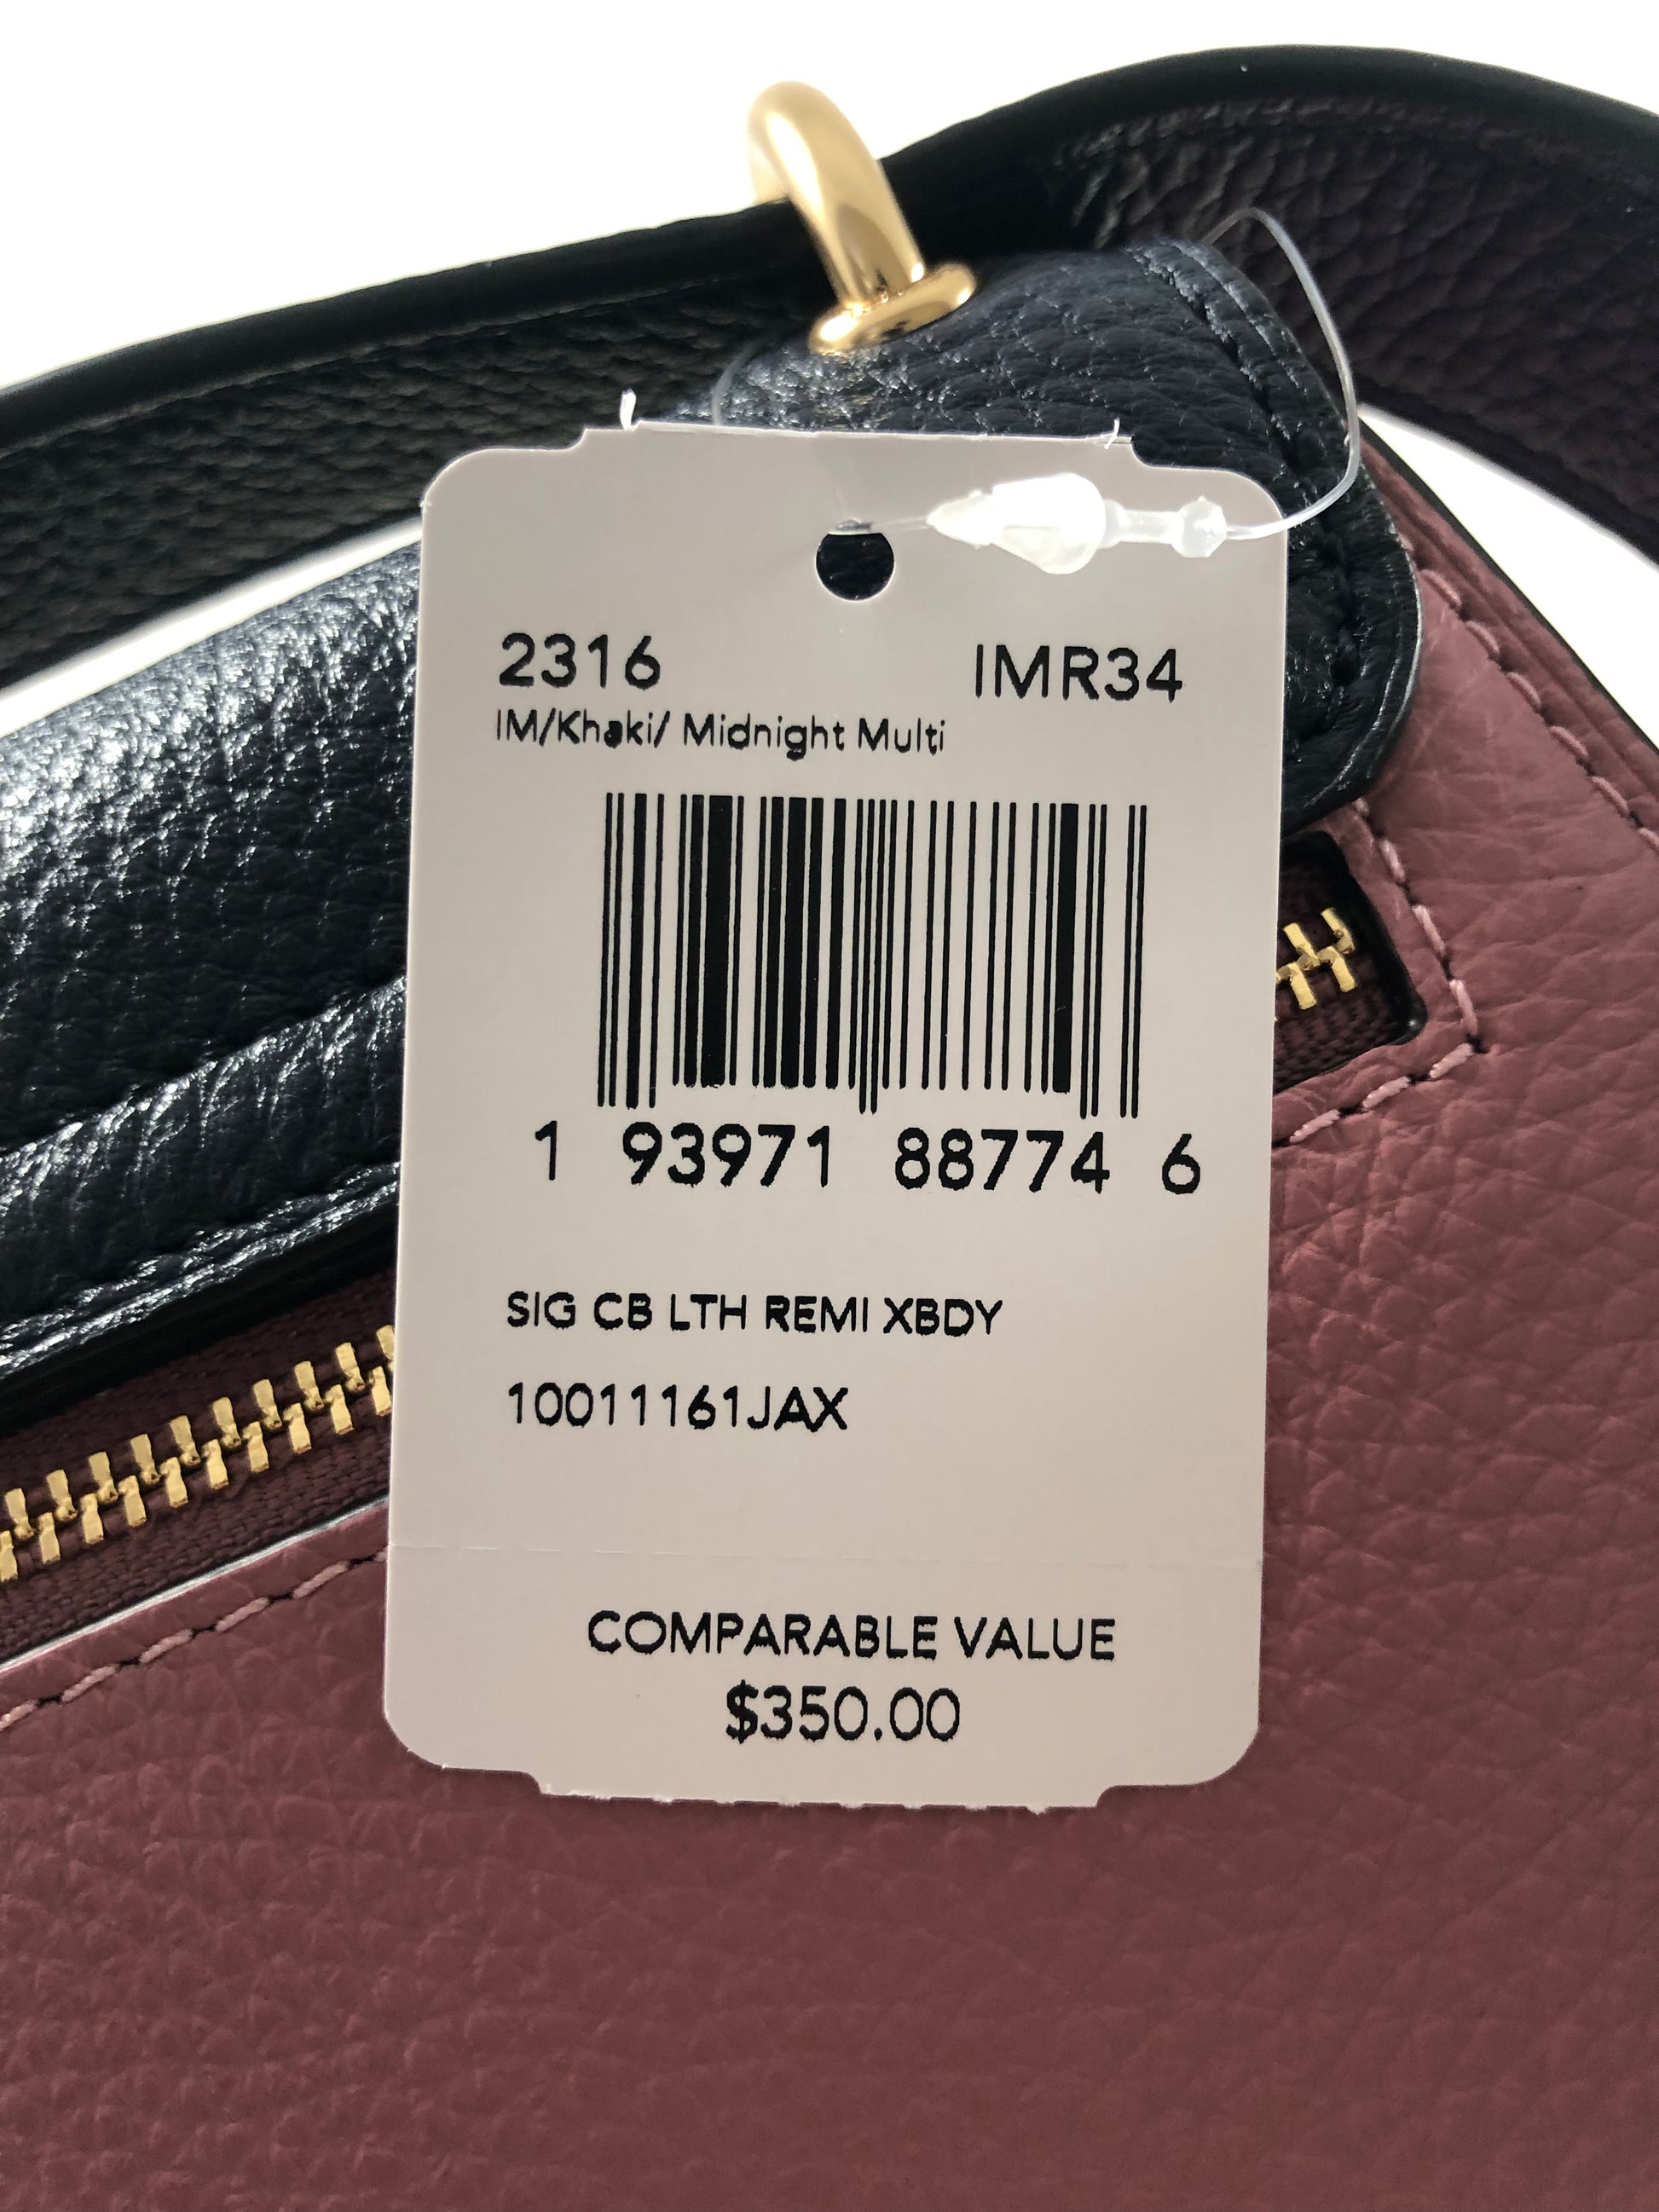 2316 IMR34
IM/Khaki/ Midnight Multi
1 93971 88774 6
SIG CB LTH REMI XBDY
10011161JAX
COMPARABLE VALUE
$350.00